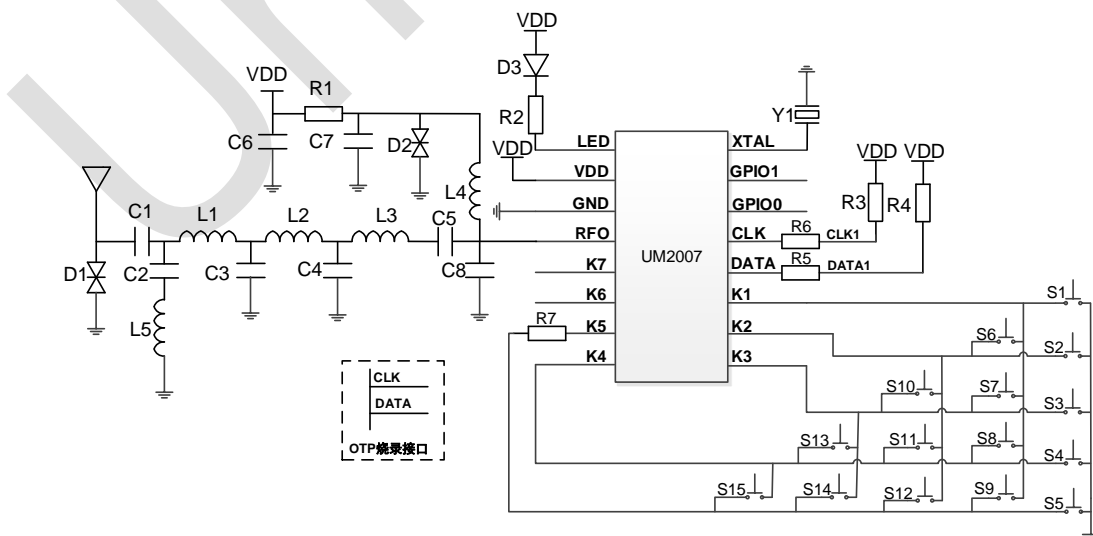 Um
VDD
D3
R2
VDD
R1
C6
C7
D2
L4
VDD
C1
L1
L2
L3
C5
D1
C2
C3
C4
C8
L5
LED
VDD
GND
RFO
K7
K6
K5
K4
R7
UM2007
XTAL
GPIO1
GPIO0
CLK
DATA
K1
K2
K3
Y1
VDD
VDD
R3
R4
R6
CLK1
R5
DATA1
S1
S6
S2
S10
S7
S3
S13
S11
S8
S4
S15
S14
S12
S9
S5
CLK
DATA
OTP烧录接口